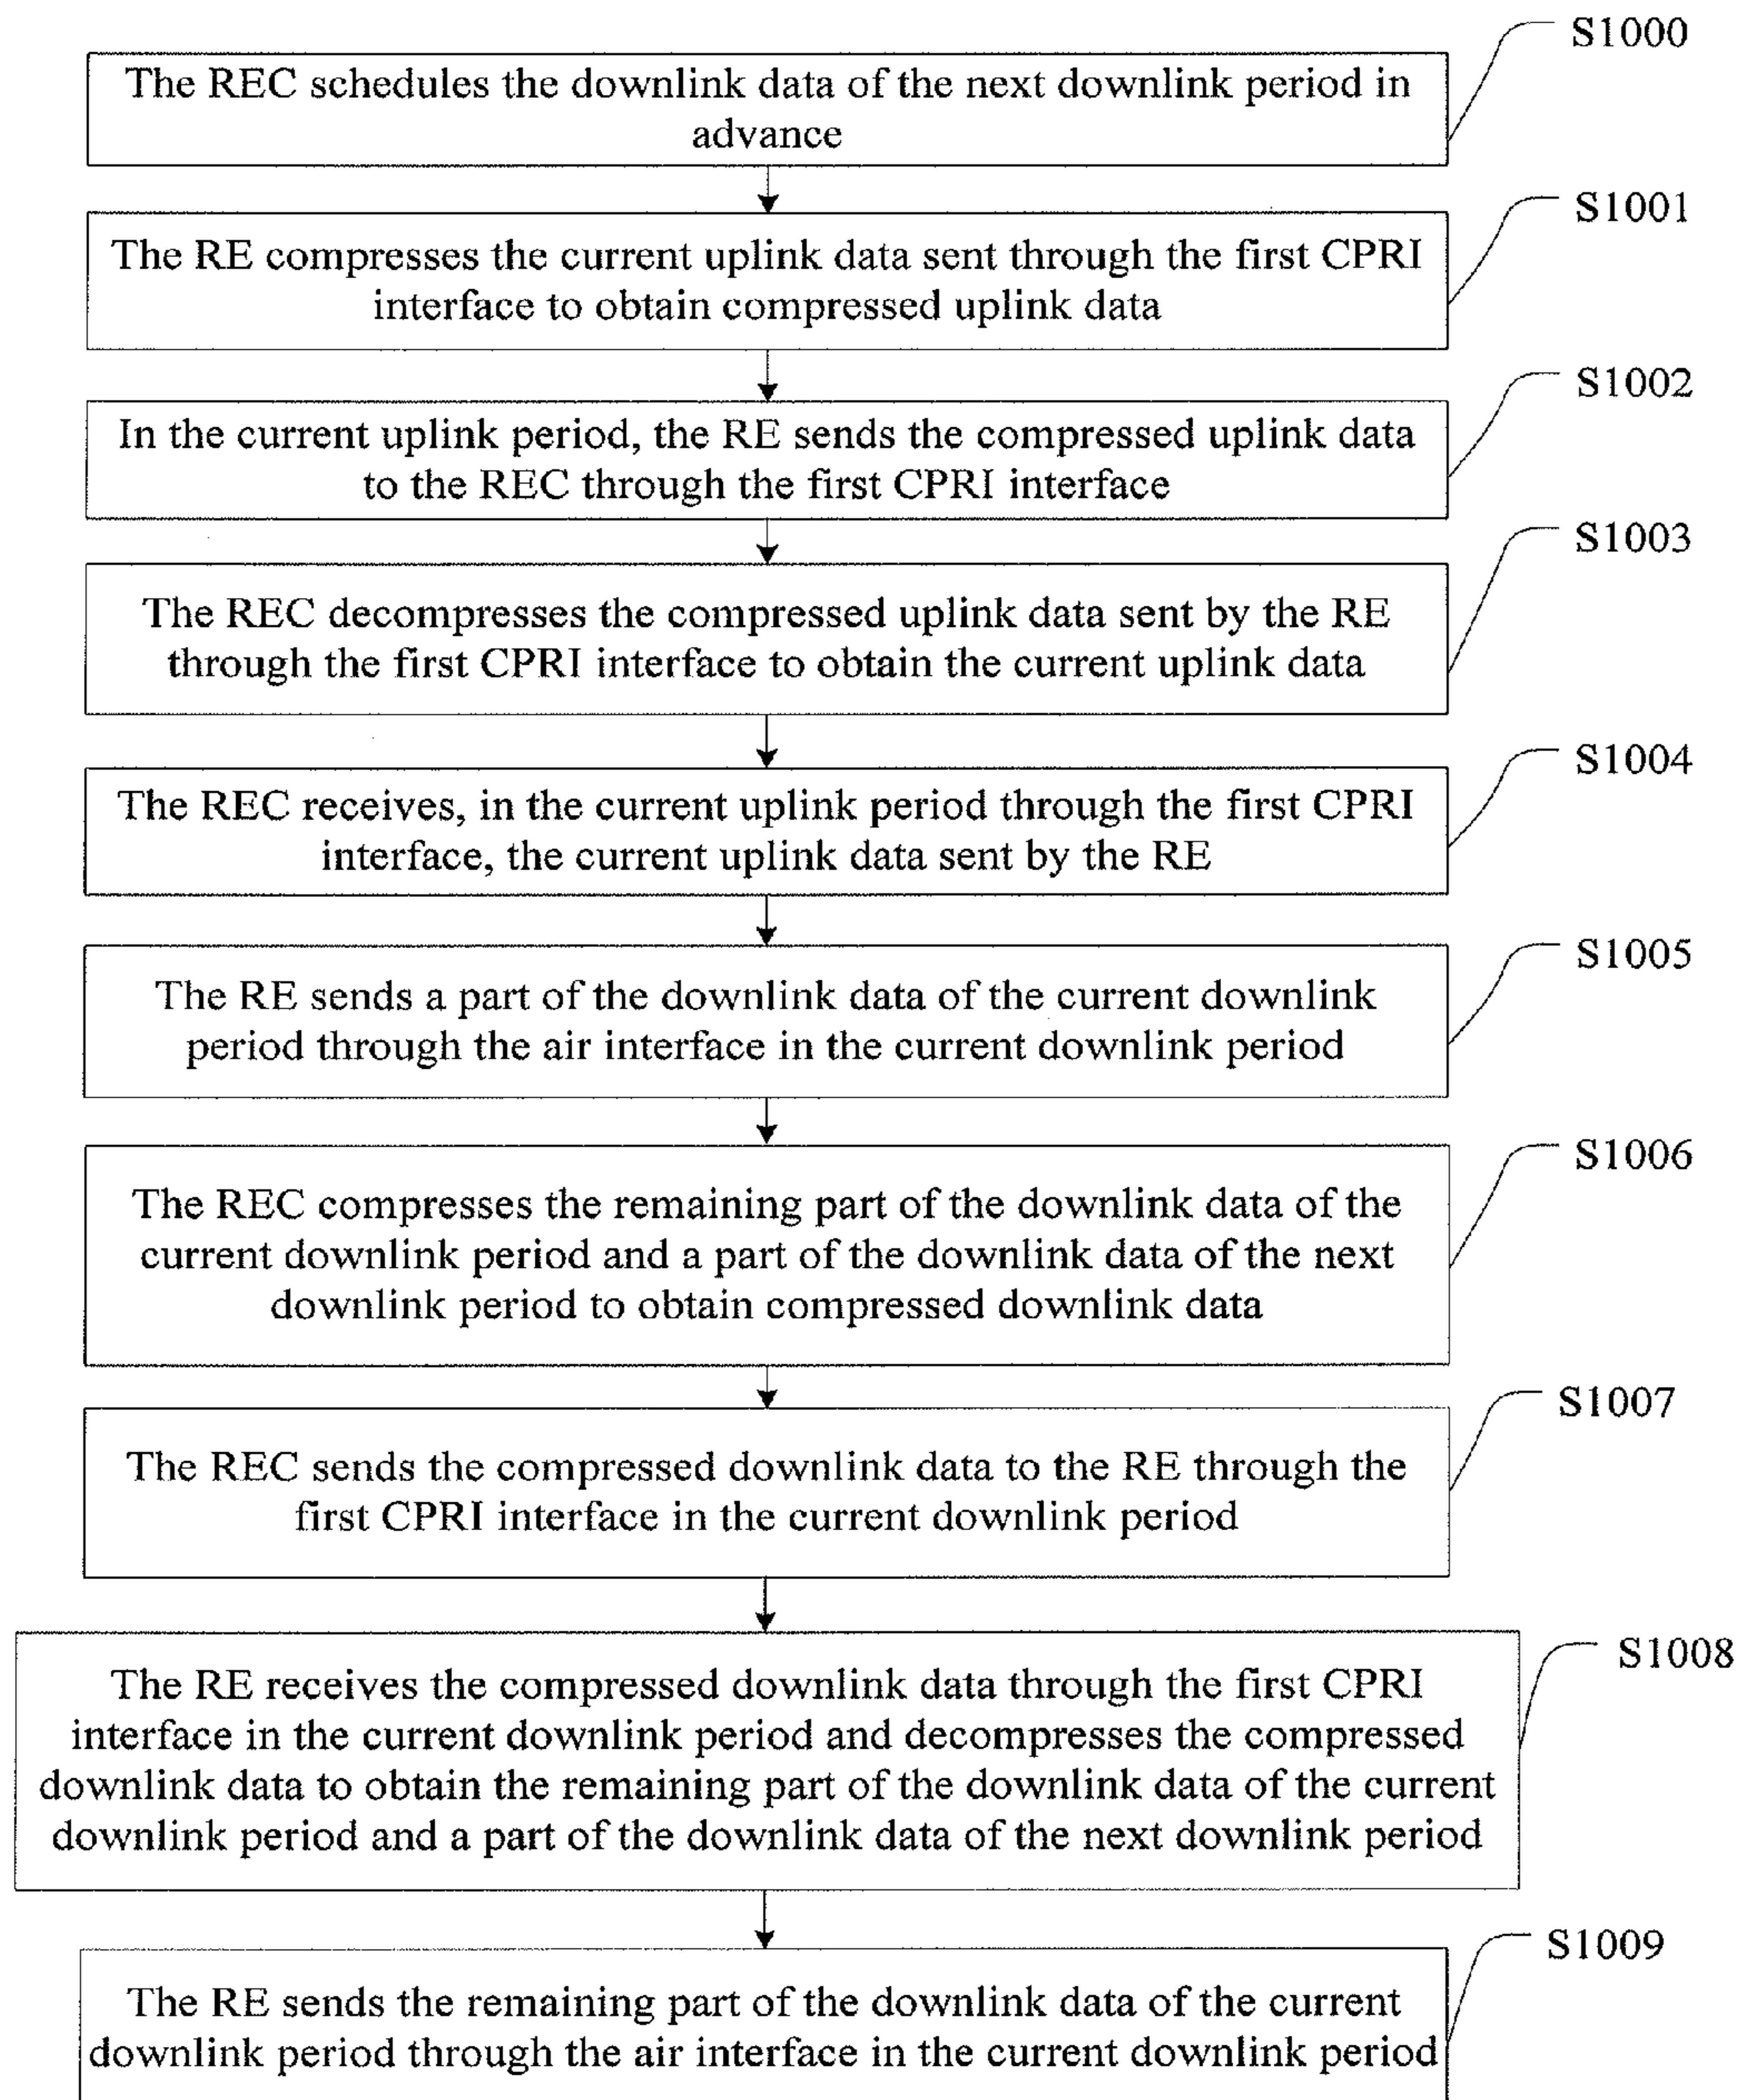 S1000
The REC schedules the downlink data of the next downlink period in
advance
S1001
The RE compresses the current uplink data sent through the first CPRI
interface to obtain compressed uplink data
S1002
In the current uplink period, the RE sends the compressed uplink data
to the REC through the first CPRI interface
S1003
The REC decompresses the compressed uplink data sent by the RE
through the first CPRI interface to obtain the current uplink data
S1004
The REC receives, in the current uplink period through the first CPRI
interface, the current uplink data sent by the RE
S1005
The RE sends a part of the downlink data of the current downlink
period through the air interface in the current downlink period
S1006
The REC compresses the remaining part of the downlink data of the
current downlink period and a part of the downlink data of the next
downlink period to obtain compressed downlink data
S1007
The REC sends the compressed downlink data to the RE through the
first CPRI interface in the current downlink period
S1008
The RE receives the compressed downlink data through the first CPRI
interface in the current downlink period and decompresses the compressed
downlink data to obtain the remaining part of the downlink data of the current
downlink period and a part of the downlink data of the next downlink period
S1009
The RE sends the remaining part of the downlink data of the current
downlink period through the air interface in the current downlink period